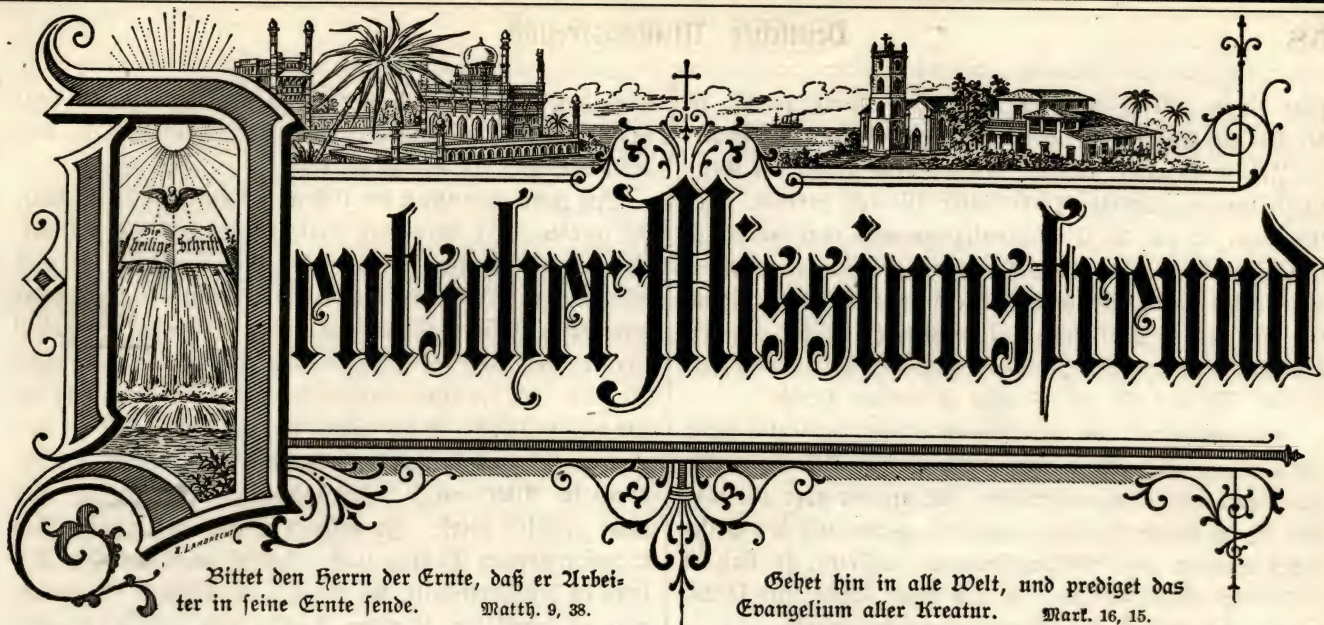 Deutscher Missionsfreund
Die
heilige Schrift
Bittet den Herrn der Ernte, daß er Arbei=
ter in seine Ernte sende. Matth. 9, 38.
Gehet hin in alle Welt, und prediget das
Evangelium aller Kreatur. Mark. 16, 15.